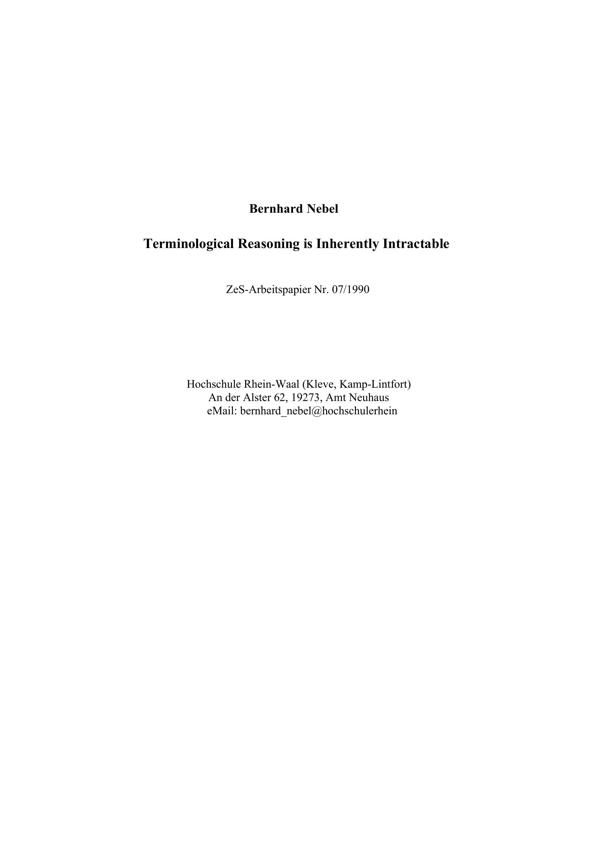 Bernhard Nebel
Terminological Reasoning is Inherently Intractable
ZeS-Arbeitspapier Nr. 07/1990
Hochschule Rhein-Waal (Kleve, Kamp-Lintfort)
An der Alster 62, 19273, Amt Neuhaus
eMail: bernhard_nebel@hochschulerhein